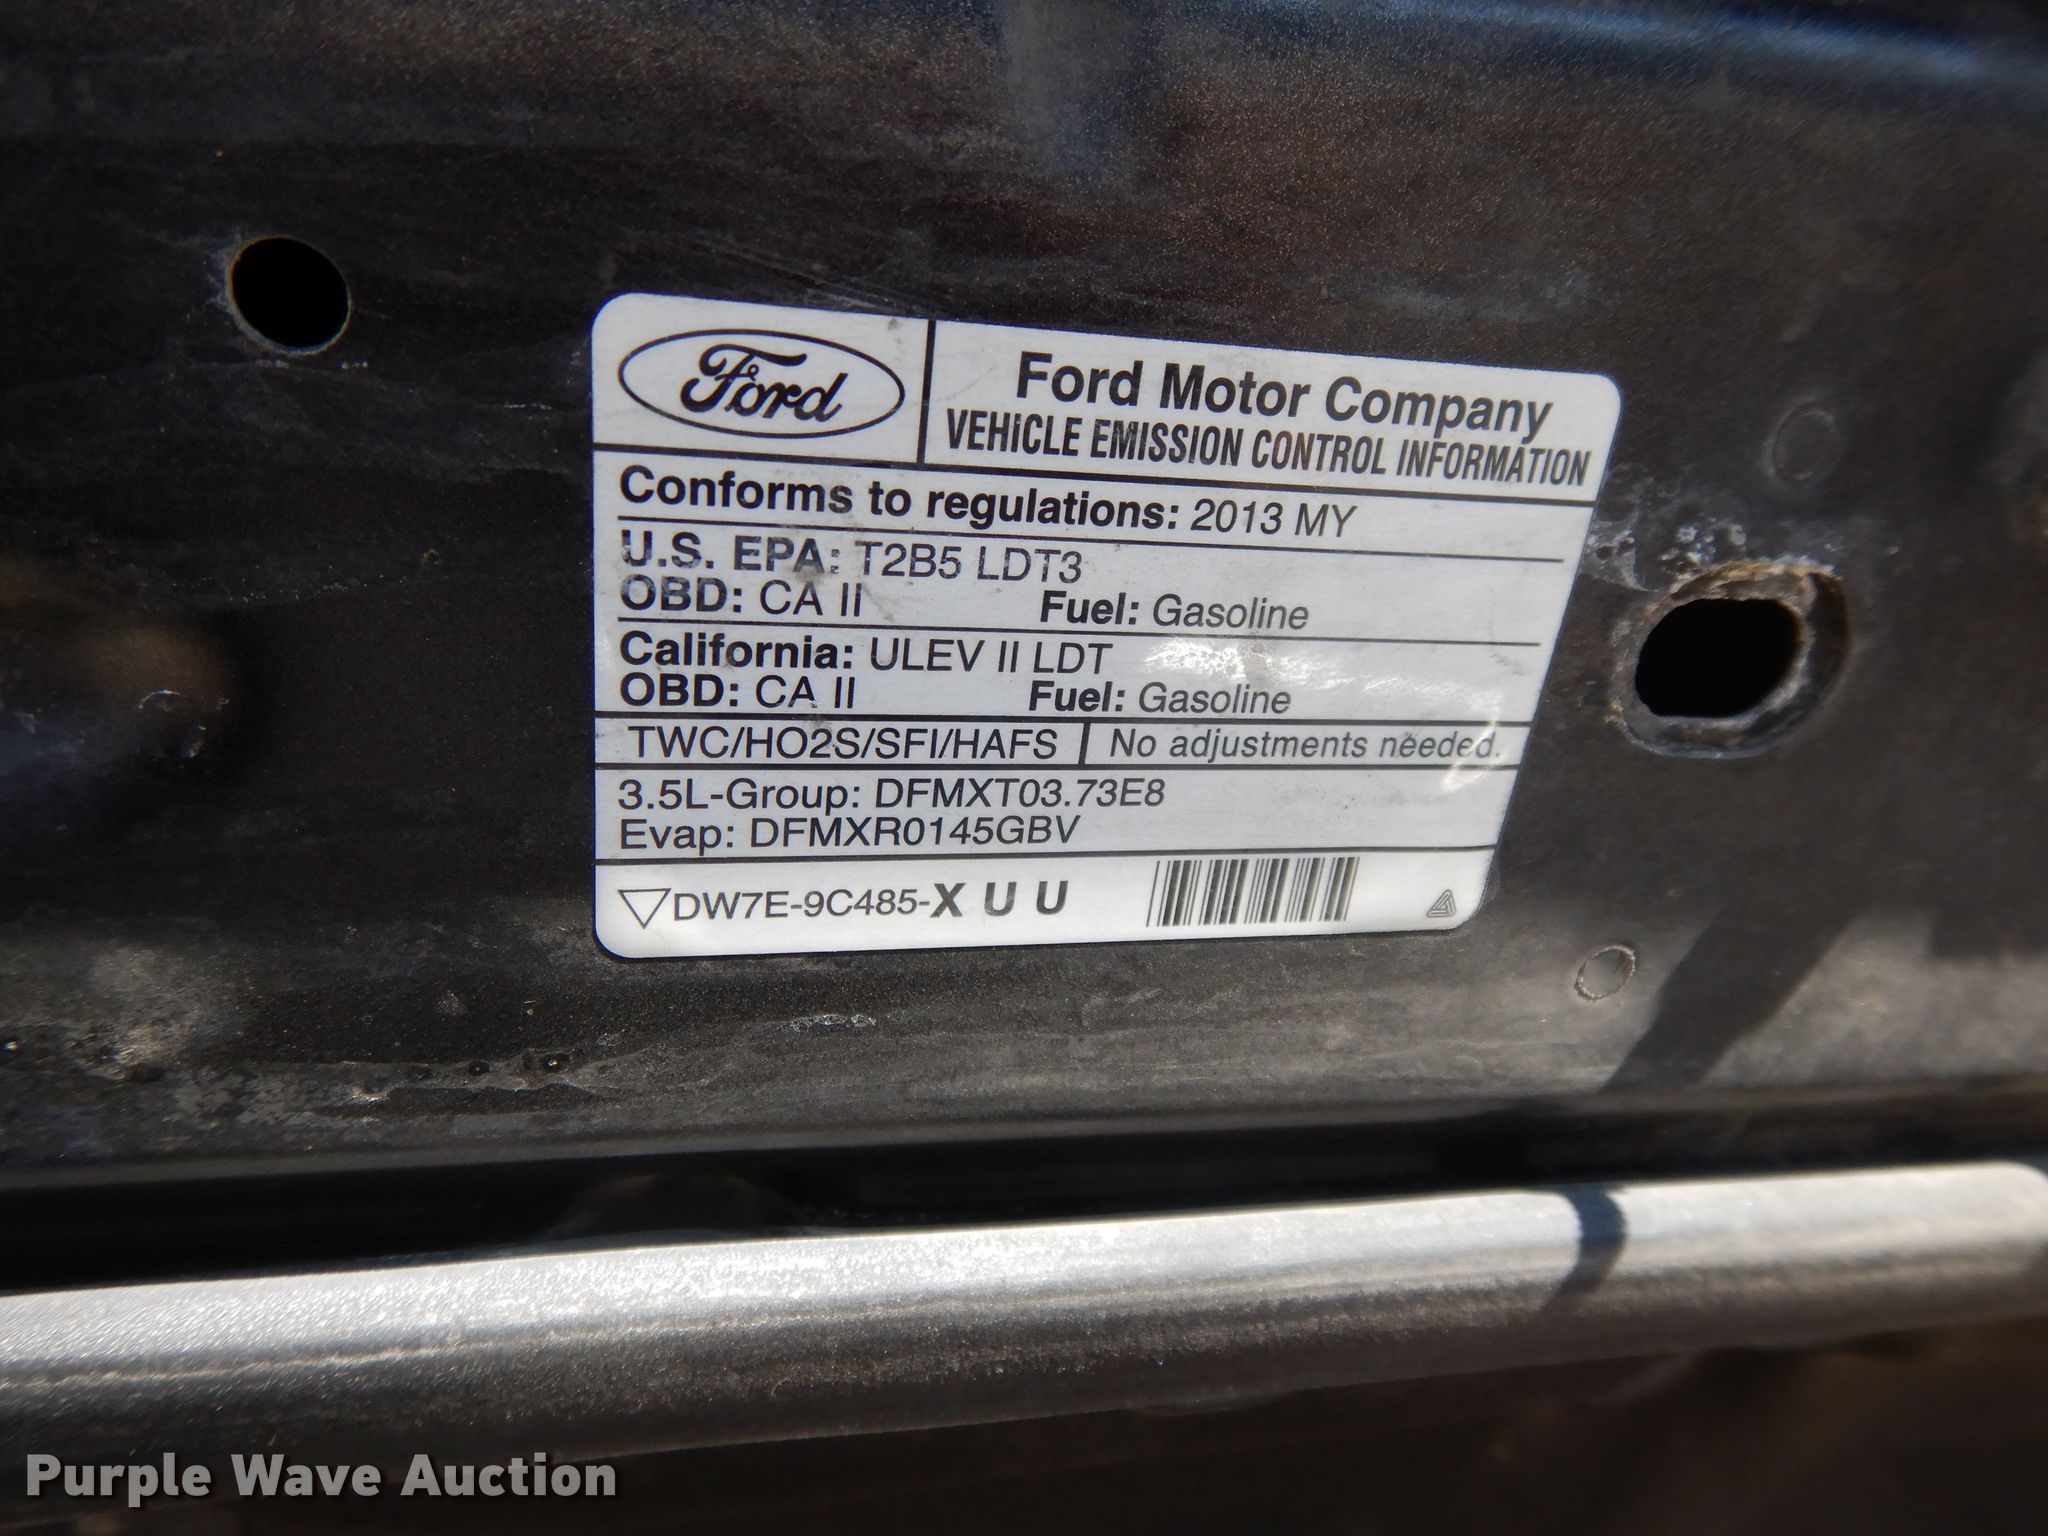 Ford
Ford Motor Company
VEHICLE EMISSION CONTROL INFORMATION
Conforms to regulations: 2013 MY
U.S. EPA: T2B5 LDT3
OBD: CA II Fuel: Gasoline
California: ULEV II LDT
OBD: CA II Fuel: Gasoline
TWC/HO2S/SFI/HAFS No adjustments needed.
3.5L-Group: DFMXT03.73E8
Evap: DFMXR0145GBV
DW7E-9C485-X U U
Purple Wave Auction